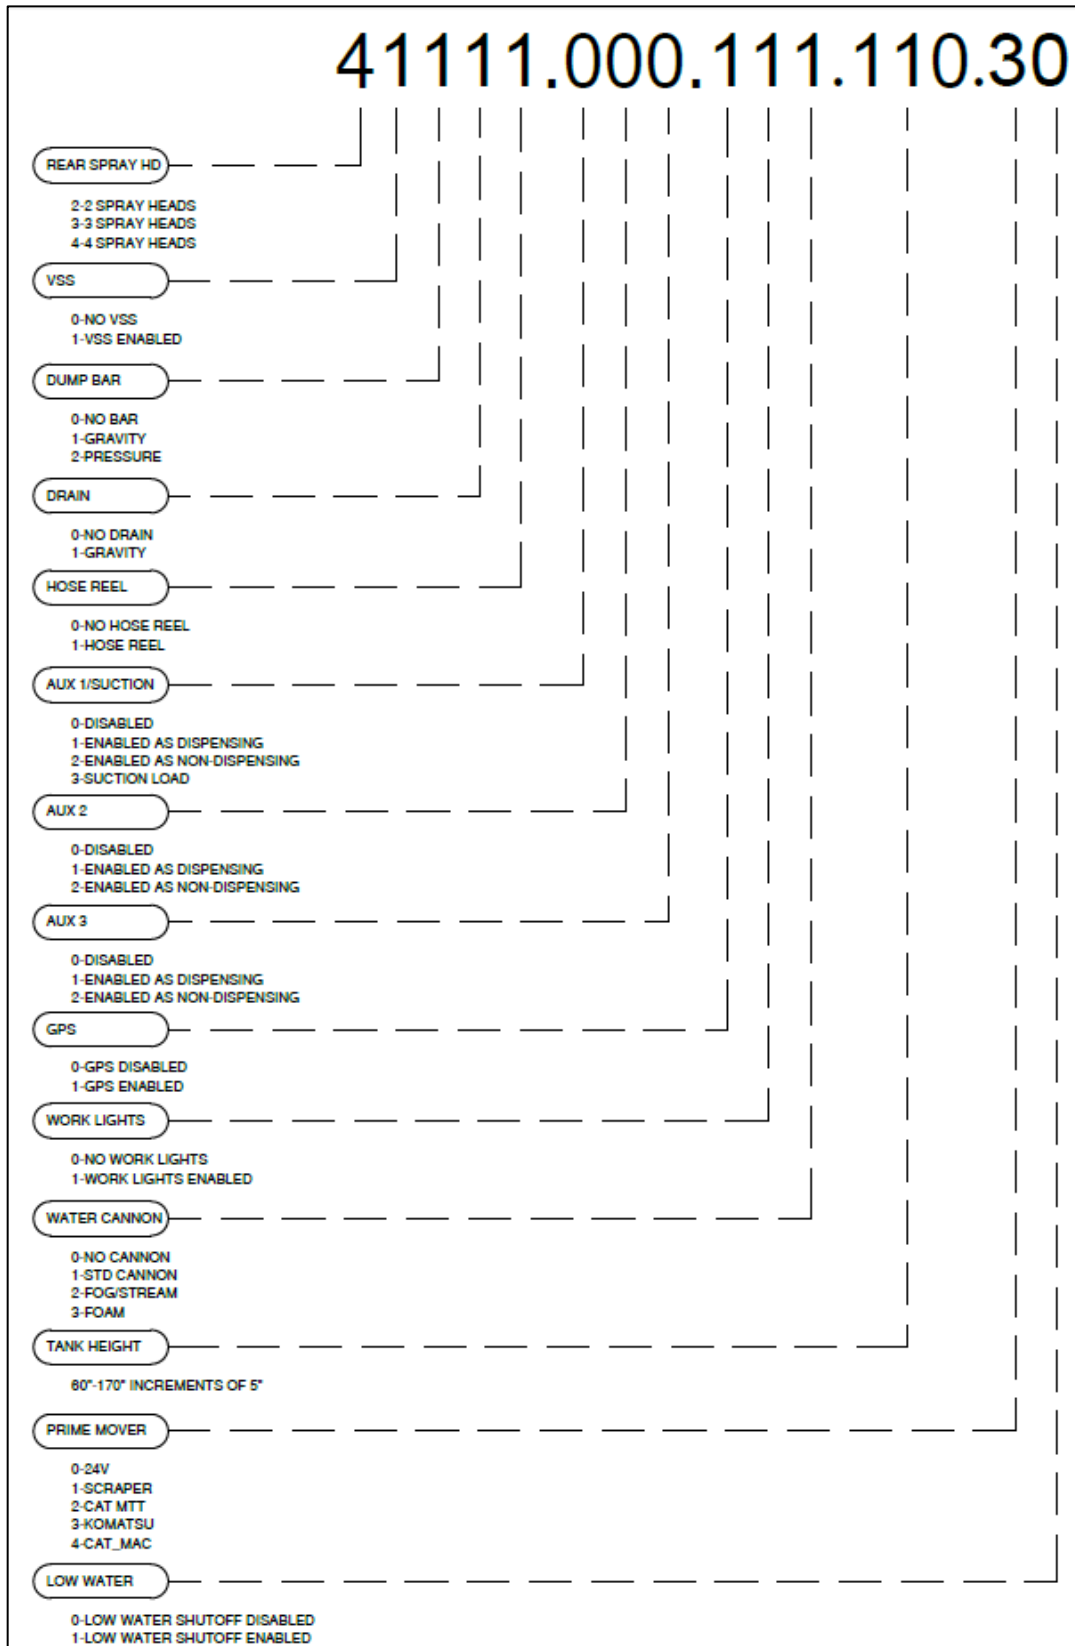 41111.000.111.110.30
REAR SPRAY HD
2-2 SPRAY HEADS
3-3 SPRAY HEADS
4-4 SPRAY HEADS
VSS
0-NO VSS
1-VSS ENABLED
DUMP BAR
0-NO BAR
1-GRAVITY
2-PRESSURE
DRAIN
0-NO DRAIN
1-GRAVITY
HOSE REEL
0-NO HOSE REEL
1-HOSE REEL
AUX 1/SUCTION
0-DISABLED
1-ENABLED AS DISPENSING
2-ENABLED AS NON-DISPENSING
3-SUCTION LOAD
AUX 2
0-DISABLED
1-ENABLED AS DISPENSING
2-ENABLED AS NON-DISPENSING
AUX 3
0-DISABLED
1-ENABLED AS DISPENSING
2-ENABLED AS NON-DISPENSING
GPS
0-GPS DISABLED
1-GPS ENABLED
WORK LIGHTS
0-NO WORK LIGHTS
1-WORK LIGHTS ENABLED
WATER CANNON
0-NO CANNON
1-STD CANNON
2-FOG/STREAM
3-FOAM
TANK HEIGHT
60"-170" INCREMENTS OF 5"
PRIME MOVER
0-24V
1-SCRAPER
2-CAT MTT
3-KOMATSU
4-CAT_MAC
LOW WATER
0-LOW WATER SHUTOFF DISABLED
1-LOW WATER SHUTOFF ENABLED